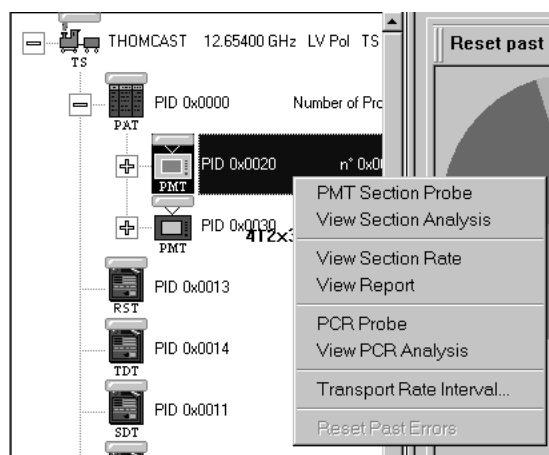 THOMCAST 12.65400 GHz LV Pol TS
TS
Reset past
PID 0x0000 Number of Pro
PAT
PID 0x0020 n° 0x00
PMT
PID 0x0030
PMT
PMT Section Probe
View Section Analysis
View Section Rate
View Report
PCR Probe
View PCR Analysis
Transport Rate Interval...
Reset Past Errors
PID 0x0013
RST
PID 0x0014
TDT
PID 0x0011
SDT